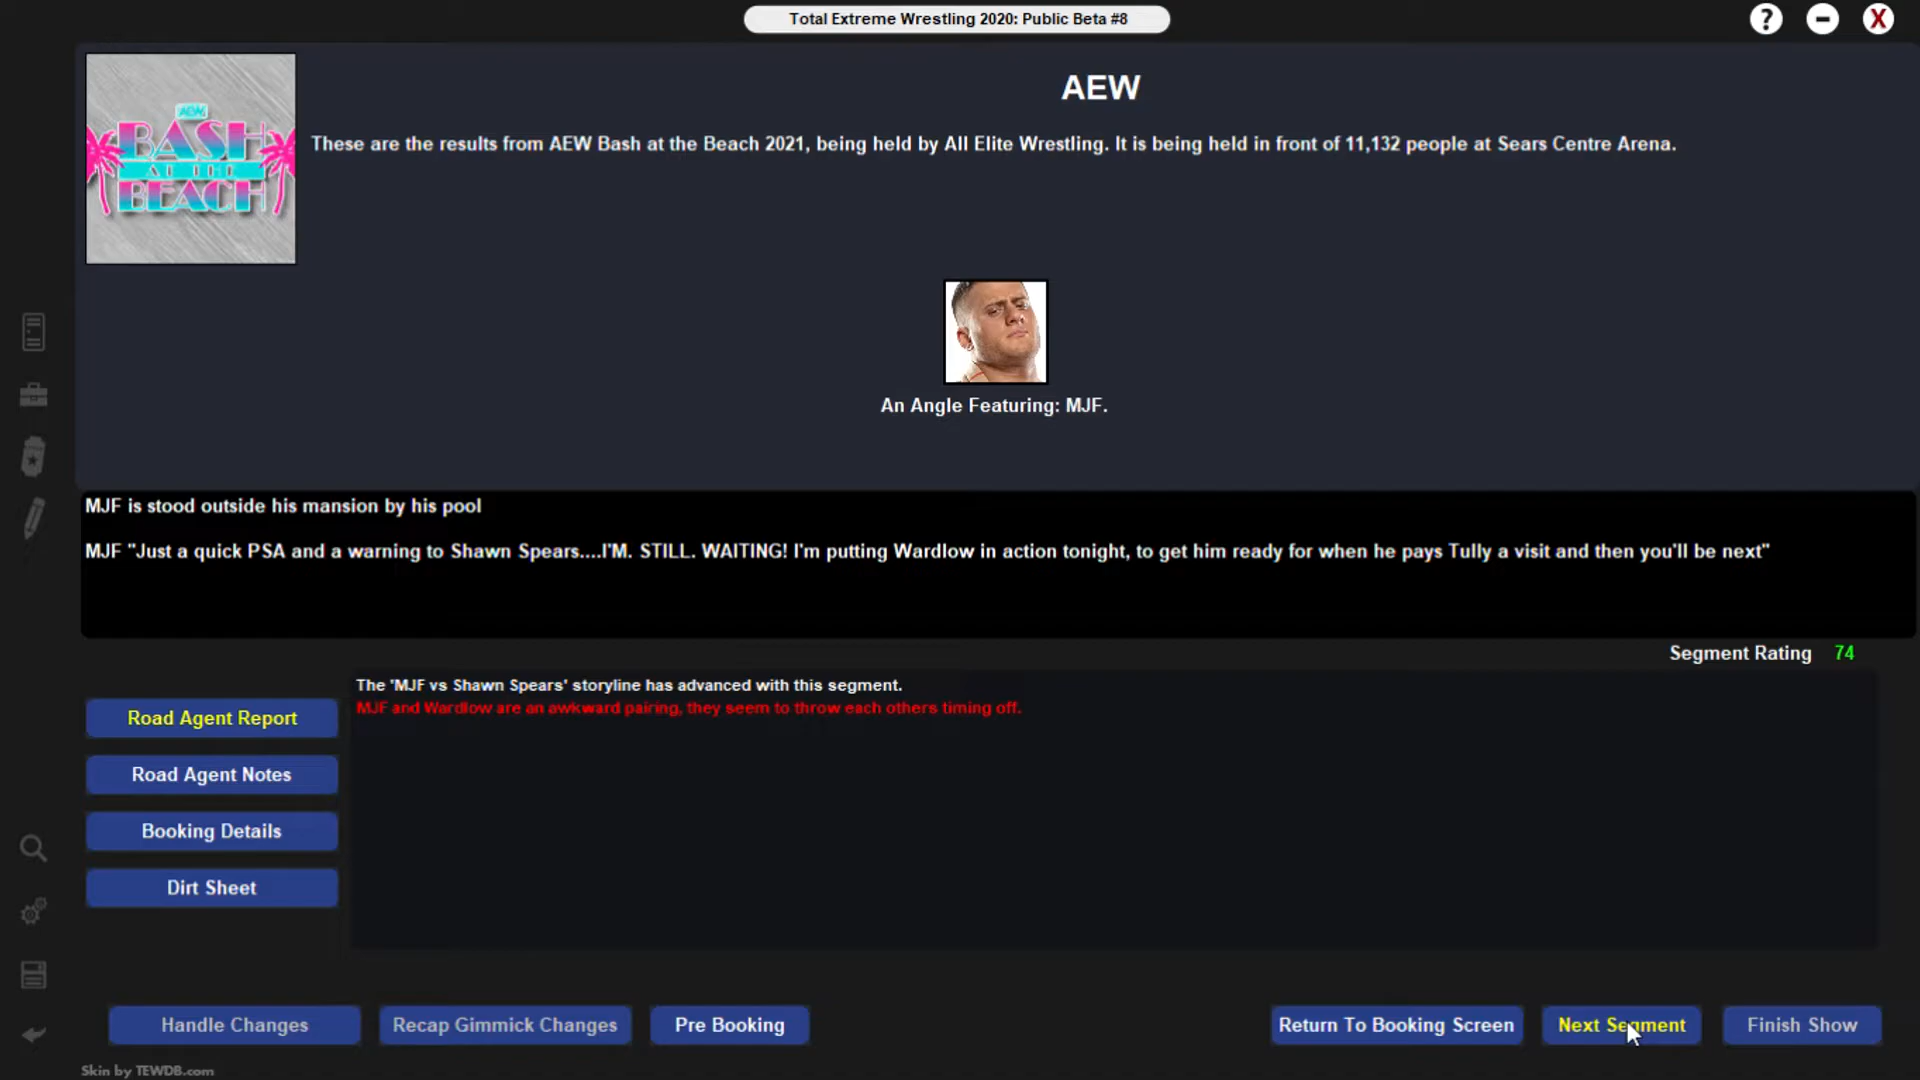 Total Extreme Wrestling 2020: Public Beta #8
?
X
AEW
AEW
BASH
AT THE
BEACH
These are the results from AEW Bash at the Beach 2021, being held by All Elite Wrestling. It is being held in front of 11,132 people at Sears Centre Arena.
An Angle Featuring: MJF.
MJF is stood outside his mansion by his pool
MJF "Just a quick PSA and a warning to Shawn Spears....I'M. STILL. WAITING! I'm putting Wardlow in action tonight, to get him ready for when he pays Tully a visit and then you'll be next"
Segment Rating 74
Road Agent Report
Road Agent Notes
Booking Details
Dirt Sheet
The 'MJF vs Shawn Spears' storyline has advanced with this segment.
MJF and Wardlow are an awkward pairing, they seem to throw each others timing off.
Handle Changes
Recap Gimmick Changes
Pre Booking
Return To Booking Screen
Next Segment
Finish Show
Skin by TEWDB.com